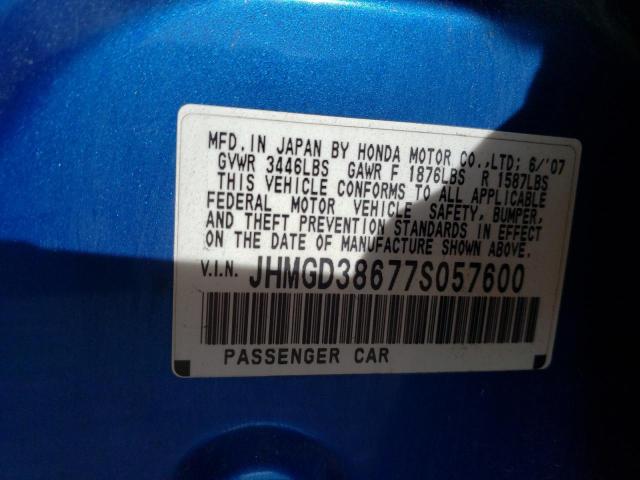 MFD. IN JAPAN BY HONDA MOTOR CO.,LTD; 6/'07
GVWR 3446LBS GAWR F 1876LBS R 1587LBS
THIS VEHICLE CONFORMS TO ALL APPLICABLE
FEDERAL MOTOR VEHICLE SAFETY, BUMPER,
AND THEFT PREVENTION STANDARDS IN EFFECT
ON THE DATE OF MANUFACTURE SHOWN ABOVE.
V.I.N. JHMGD38677S057600
PASSENGER CAR